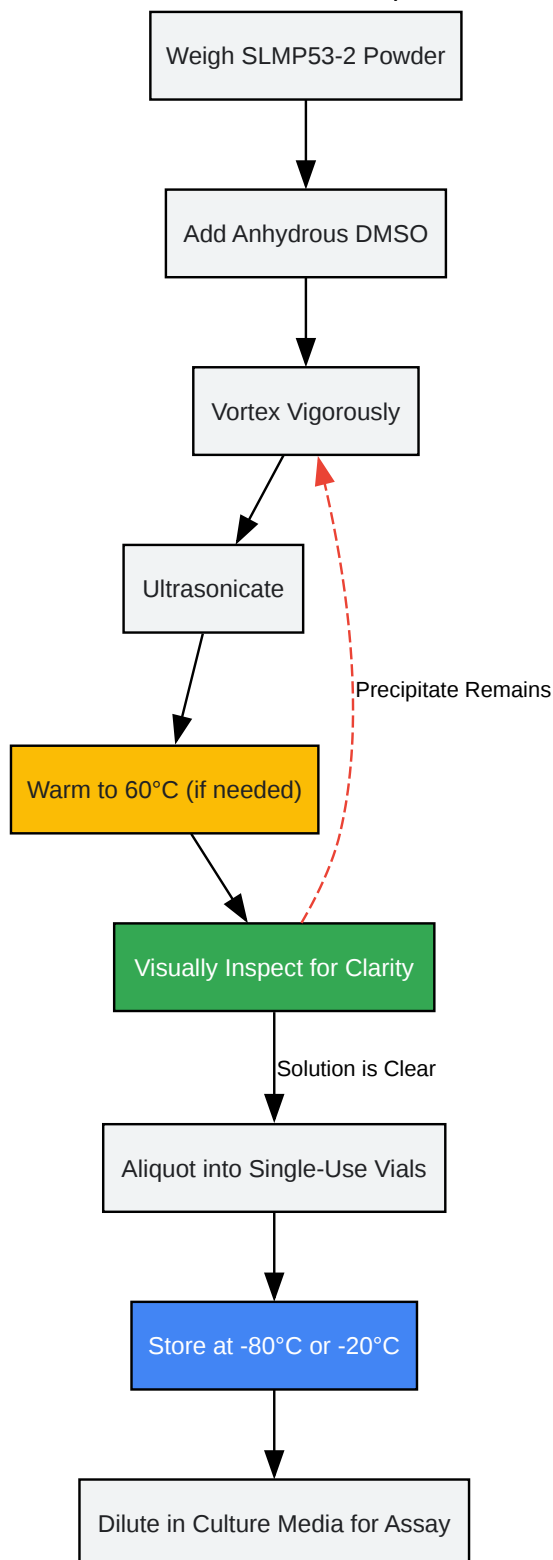 Weigh SLMP53-2 Powder
Add Anhydrous DMSO
Vortex Vigorously
Ultrasonicate
Precipitate Remains
Warm to 60°C (if needed)
Visually Inspect for Clarity
Solution is Clear
Aliquot into Single-Use Vials
Store at -80°C or -20°C
Dilute in Culture Media for Assay